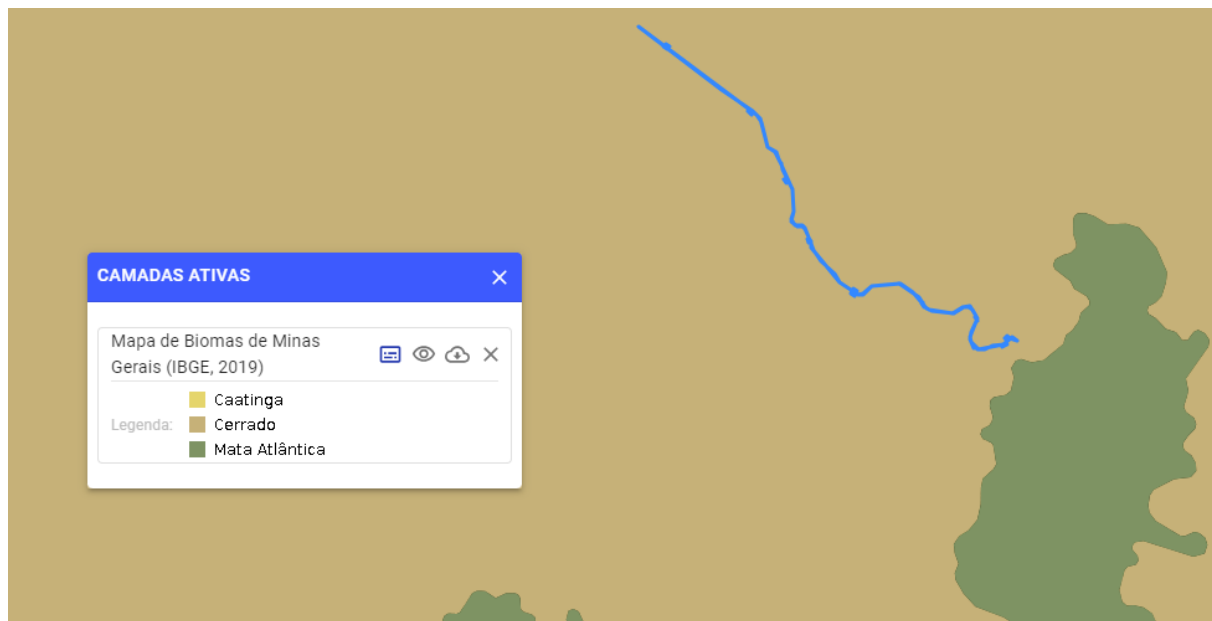 CAMADAS ATIVAS
Mapa de Biomas de Minas
Gerais (IBGE, 2019)
Legenda:
Caatinga
Cerrado
Mata Atlântica